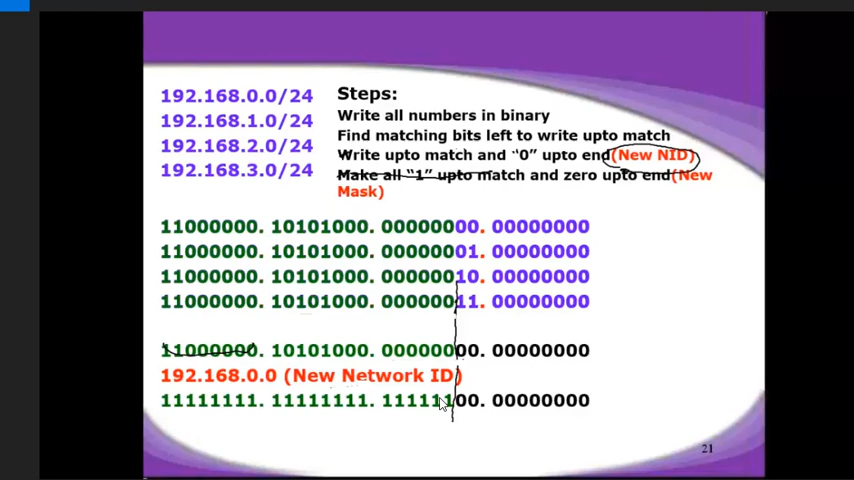 192.168.0.0/24
192.168.1.0/24
192.168.2.0/24
192.168.3.0/24
Steps:
Write all numbers in binary
Find matching bits left to write upto match
Write upto match and "0" upto end(New NID)
Make all "1" upto match and zero upto end(New
Mask)
11000000. 10101000. 00000000. 00000000
11000000. 10101000. 00000001. 00000000
11000000. 10101000. 00000010. 00000000
11000000. 10101000. 00000011. 00000000
11000000. 10101000. 00000000. 00000000
192.168.0.0 (New Network ID)
11111111. 11111111. 11111100. 00000000
21